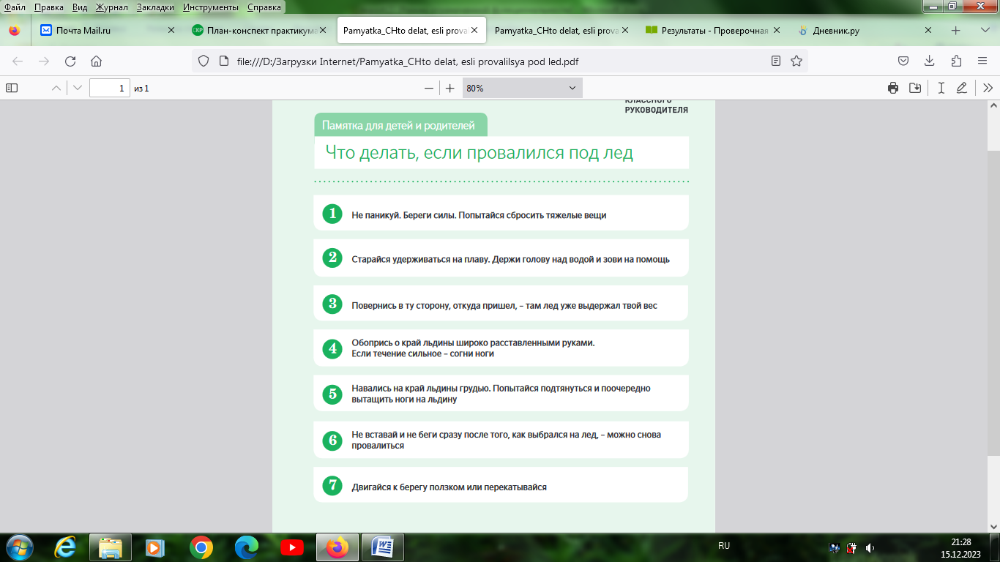 Файл Правка Вид Журнал Закладки Инструменты Справка
Почта Mail.ru
План-конспект практикума
Pamyatka_CHto delat, esli proval
Pamyatka_CHto delat, esli prova
Результаты - Проверочная
Дневник.ру
file:///D:/Загрузки Internet/Pamyatka_CHto delat, esli provalilsya pod led.pdf
1 из 1
80%
КЛАССНОГО
РУКОВОДИТЕЛЯ
Памятка для детей и родителей
Что делать, если провалился под лед
1 Не паникуй. Береги силы. Попытайся сбросить тяжелые вещи
2 Старайся удерживаться на плаву. Держи голову над водой и зови на помощь
3 Повернись в ту сторону, откуда пришел, – там лед уже выдержал твой вес
4 Обопрись о край льдины широко расставленными руками.
Если течение сильное – согни ноги
5 Навались на край льдины грудью. Попытайся подтянуться и поочередно
вытащить ноги на льдину
6 Не вставай и не беги сразу после того, как выбрался на лед, – можно снова
провалиться
7 Двигайся к берегу ползком или перекатывайся
RU
21:28
15.12.2023